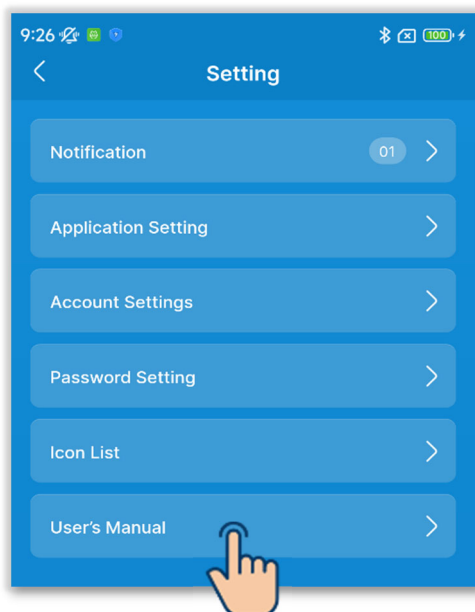 9:26
100
Setting
Notification 01
Application Setting
Account Settings
Password Setting
Icon List
User's Manual